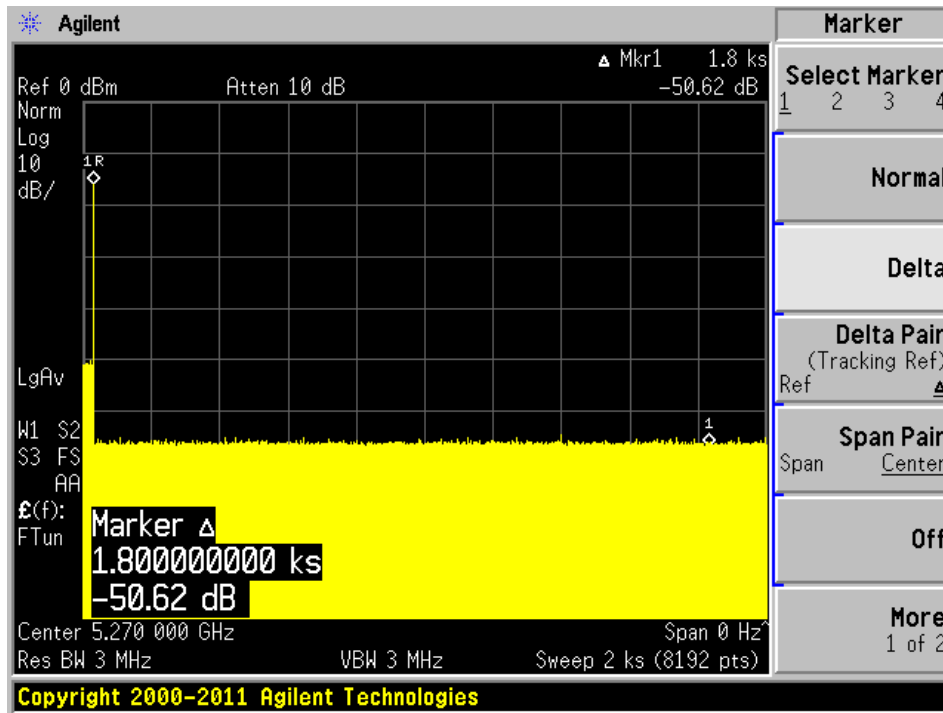 Agilent
Marker
Δ Mkr1 1.8 ks
Ref 0 dBm Atten 10 dB -50.62 dB
Norm
Log
10
dB/
1R
LgAv
W1 S2
S3 FS
AA
£(f):
FTun
1
Marker Δ
1.800000000 ks
-50.62 dB
Center 5.270 000 GHz Span 0 Hz^
Res BW 3 MHz VBW 3 MHz Sweep 2 ks (8192 pts)
Copyright 2000-2011 Agilent Technologies
Select Marker
1 2 3 4
Normal
Delta
Delta Pair
(Tracking Ref)
Ref Δ
Span Pair
Span Center
Off
More
1 of 2